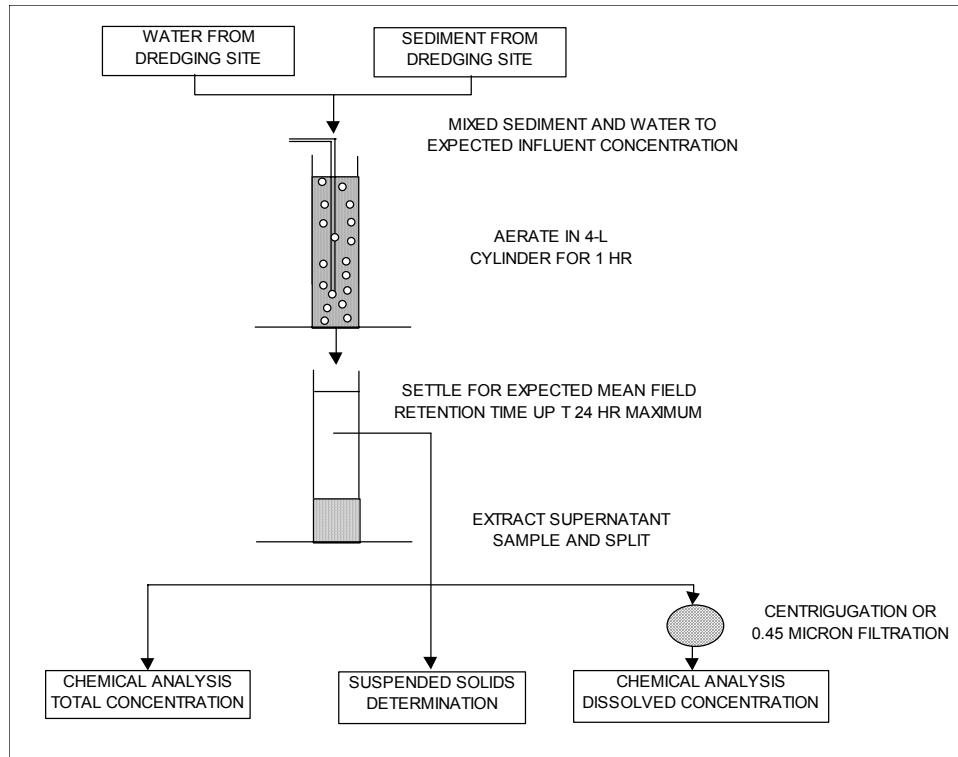 WATER FROM
DREDGING SITE
SEDIMENT FROM
DREDGING SITE
MIXED SEDIMENT AND WATER TO
EXPECTED INFLUENT CONCENTRATION
AERATE IN 4-L
CYLINDER FOR 1 HR
SETTLE FOR EXPECTED MEAN FIELD
RETENTION TIME UP T 24 HR MAXIMUM
EXTRACT SUPERNATANT
SAMPLE AND SPLIT
CENTRIGUGATION OR
0.45 MICRON FILTRATION
CHEMICAL ANALYSIS
TOTAL CONCENTRATION
SUSPENDED SOLIDS
DETERMINATION
CHEMICAL ANALYSIS
DISSOLVED CONCENTRATION